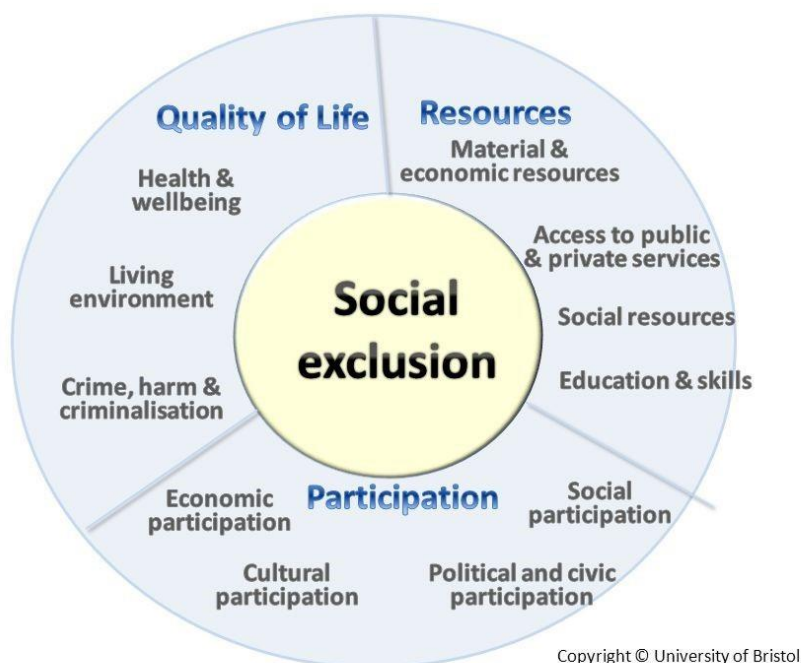 Quality of Life
Health &
wellbeing
Living
environment
Crime, harm &
criminalisation
Resources
Material &
economic resources
Access to public
& private services
Social resources
Education & skills
Social
exclusion
Participation
Economic
participation
Cultural
participation
Political and civic
participation
Social
participation
Copyright © University of Bristol